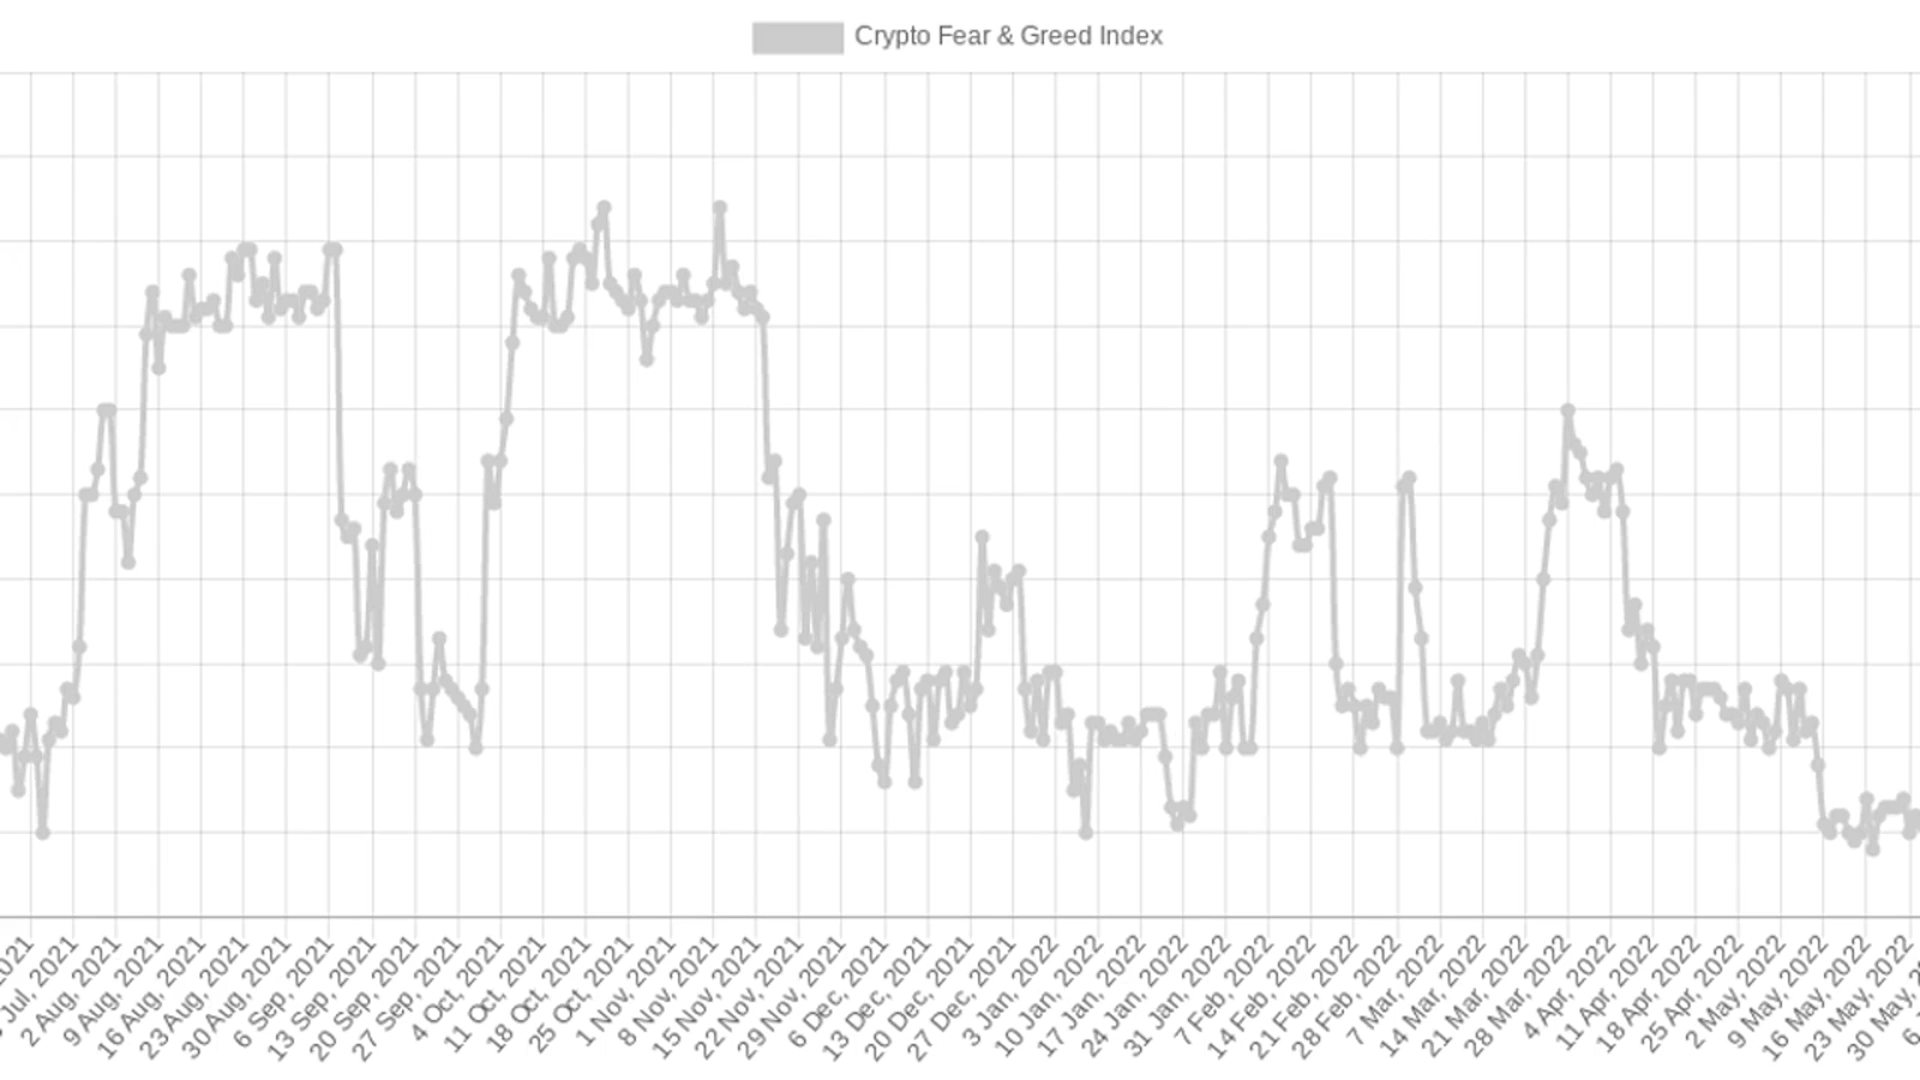 Crypto Fear & Greed Index
2021
Jul, 2021
2 Aug, 2021
9 Aug, 2021
16 Aug, 2021
23 Aug, 2021
30 Aug, 2021
6 Sep, 2021
13 Sep, 2021
20 Sep, 2021
27 Sep, 2021
4 Oct, 2021
11 Oct, 2021
18 Oct, 2021
25 Oct, 2021
1 Nov, 2021
8 Nov, 2021
15 Nov, 2021
22 Nov, 2021
29 Nov, 2021
6 Dec, 2021
13 Dec, 2021
20 Dec, 2021
27 Dec, 2021
3 Jan, 2022
10 Jan, 2022
17 Jan, 2022
24 Jan, 2022
31 Jan, 2022
7 Feb, 2022
14 Feb, 2022
21 Feb, 2022
28 Feb, 2022
7 Mar, 2022
14 Mar, 2022
21 Mar, 2022
28 Mar, 2022
4 Apr, 2022
11 Apr, 2022
18 Apr, 2022
25 Apr, 2022
2 May, 2022
9 May, 2022
16 May, 2022
23 May, 2022
30 May, 2022
6